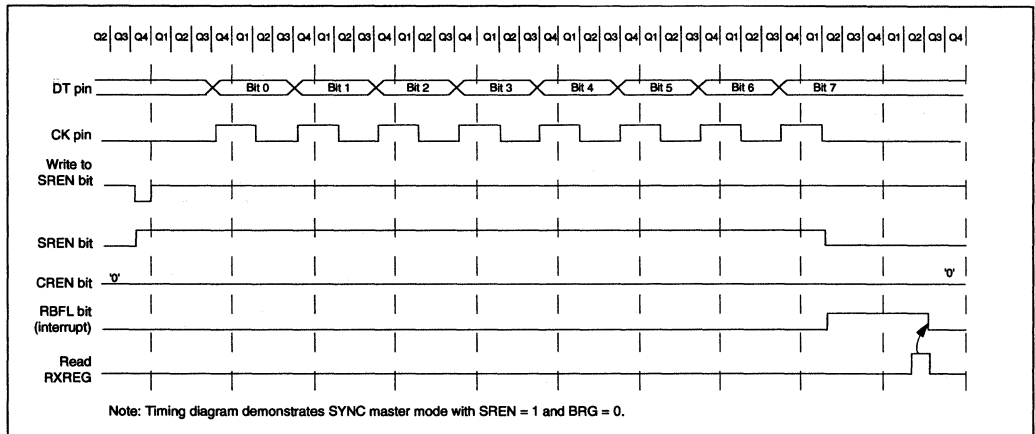 Q2 Q3 Q4 Q1 Q2 Q3 Q4 Q1 Q2 Q3 Q4 Q1 Q2 Q3 Q4 Q1 Q2 Q3 Q4 Q1 Q2 Q3 Q4 Q1 Q2 Q3 Q4 Q1 Q2 Q3 Q4 Q1 Q2 Q3 Q4 Q1 Q2 Q3 Q4 Q1 Q2 Q3 Q4
DT pin Bit 0 Bit 1 Bit 2 Bit 3 Bit 4 Bit 5 Bit 6 Bit 7
CK pin
Write to
SREN bit
SREN bit
CREN bit '0' '0'
RBFL bit
(interrupt)
Read
RXREG
Note: Timing diagram demonstrates SYNC master mode with SREN = 1 and BRG = 0.